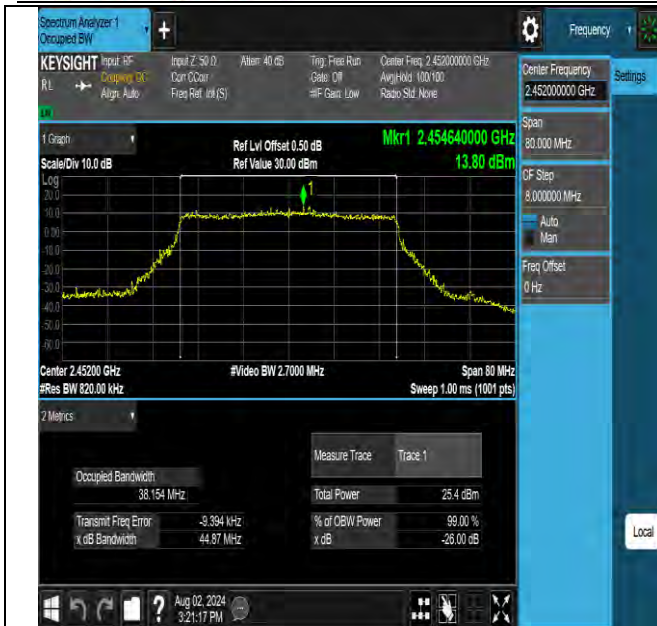 Spectrum Analyzer 1
Occupied BW
Frequency
KEYSIGHT Input: RF Input Z: 50 Ω Atten: 40 dB Trig: Free Run Center Freq: 2.452000000 GHz
RL Coupling: DC Corr CCorr Gate: Off Avg|Hold: 100/100
Align: Auto Freq Ref: Int (S) #IF Gain: Low Radio Std: None
Center Frequency
2.452000000 GHz
Settings
Span
80.000 MHz
CF Step
8.000000 MHz
Auto
Man
Freq Offset
0 Hz
1 Graph
Scale/Div 10.0 dB
Ref Lvl Offset 0.50 dB
Ref Value 30.00 dBm
Mkr1 2.454640000 GHz
13.80 dBm
Log
20.0
10.0
0.00
-10.0
-20.0
-30.0
-40.0
-50.0
-60.0
1
Center 2.45200 GHz #Video BW 2.7000 MHz Span 80 MHz
#Res BW 820.00 kHz Sweep 1.00 ms (1001 pts)
2 Metrics
Measure Trace Trace 1
Occupied Bandwidth
38.154 MHz
Total Power 25.4 dBm
Transmit Freq Error -9.394 kHz % of OBW Power 99.00 %
x dB Bandwidth 44.87 MHz x dB -26.00 dB
Local
Aug 02, 2024
3:21:17 PM